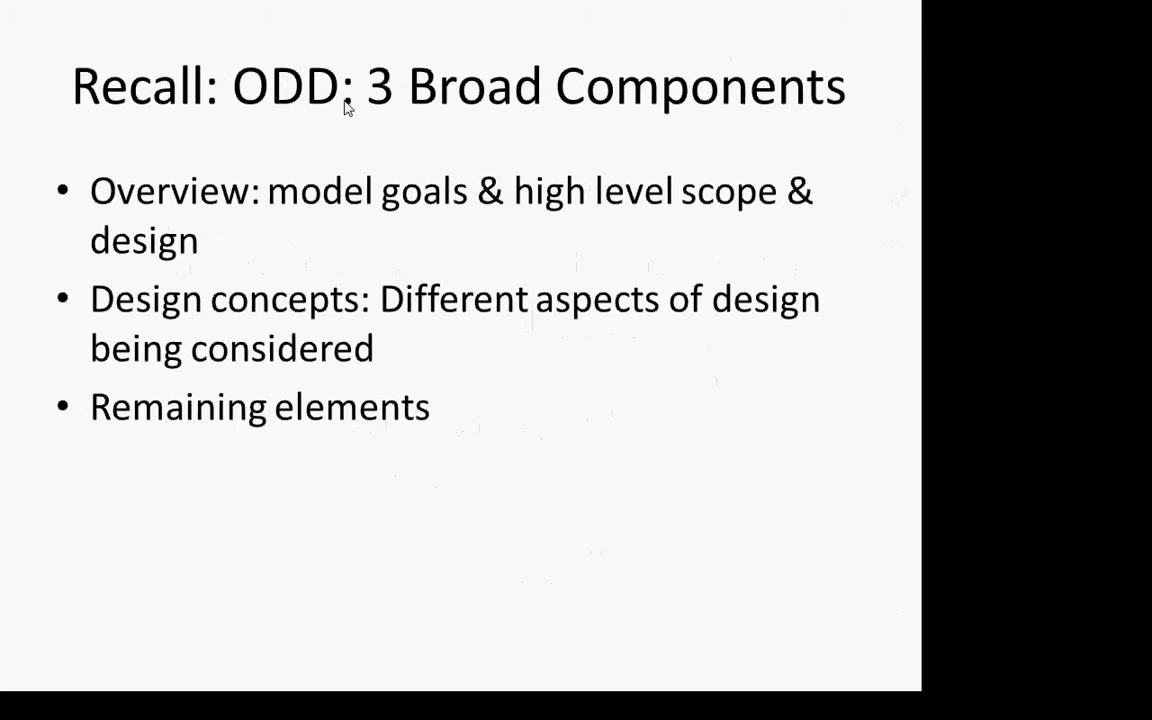 Recall: ODD: 3 Broad Components
• Overview: model goals & high level scope &
design
• Design concepts: Different aspects of design
being considered
• Remaining elements